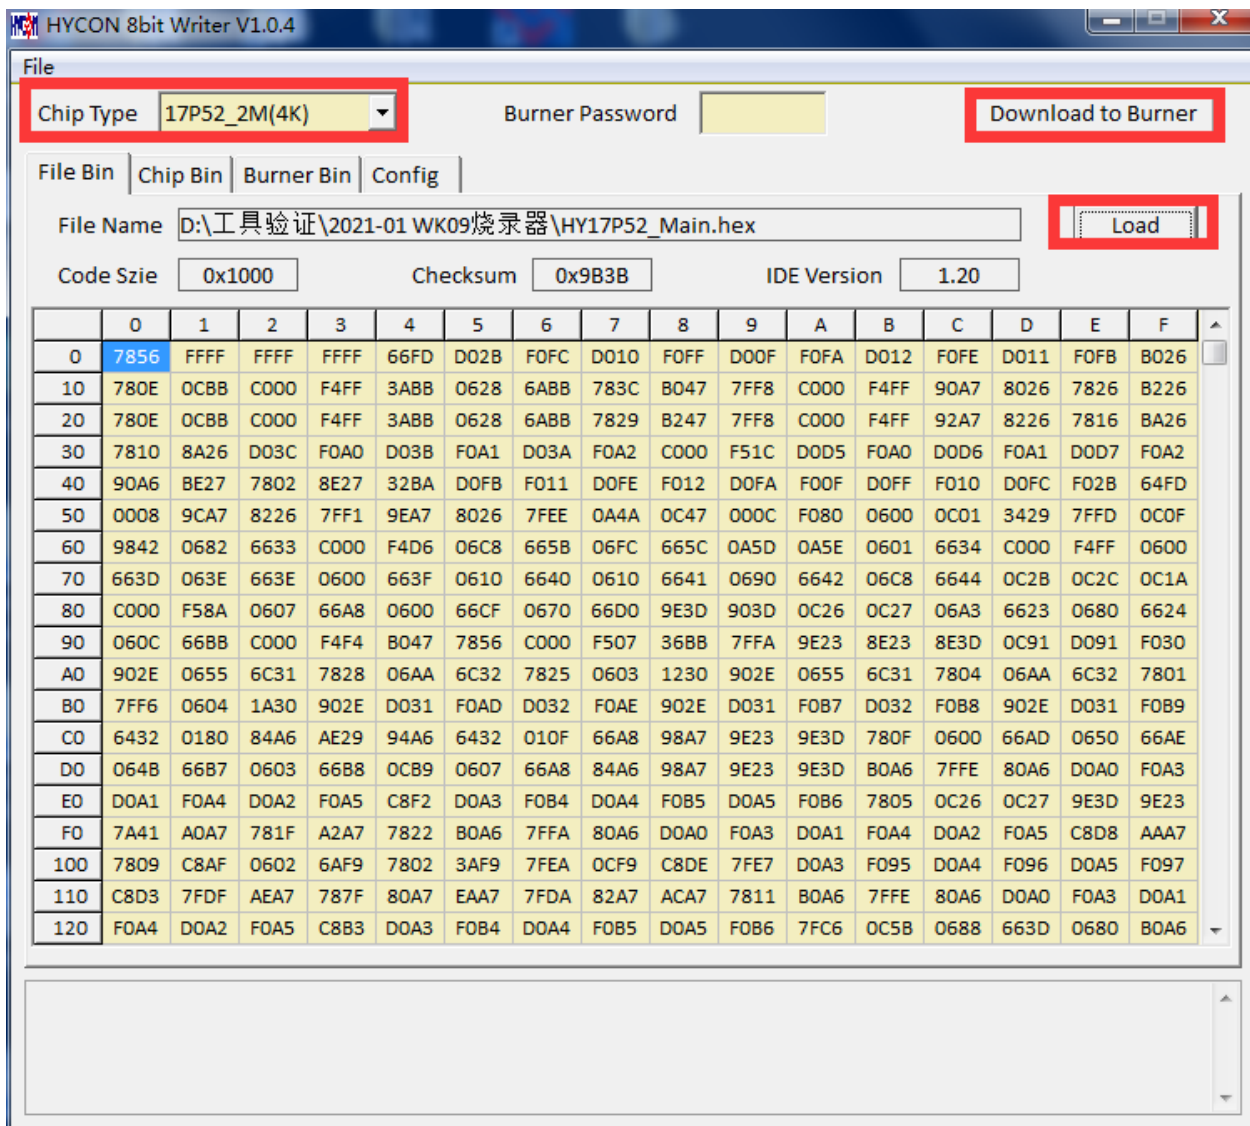 HYCON 8bit Writer V1.0.4
File
Chip Type 17P52_2M(4K) Burner Password Download to Burner
File Bin Chip Bin Burner Bin Config
File Name D:\工具验证\2021-01 WK09烧录器\HY17P52_Main.hex Load
Code Szie 0x1000 Checksum 0x9B3B IDE Version 1.20
0 1 2 3 4 5 6 7 8 9 A B C D E F
0 7856 FFFF FFFF FFFF 66FD D02B F0FC D010 F0FF D00F F0FA D012 F0FE D011 F0FB B026
10 780E 0CBB C000 F4FF 3ABB 0628 6ABB 783C B047 7FF8 C000 F4FF 90A7 8026 7826 B226
20 780E 0CBB C000 F4FF 3ABB 0628 6ABB 7829 B247 7FF8 C000 F4FF 92A7 8226 7816 BA26
30 7810 8A26 D03C F0A0 D03B F0A1 D03A F0A2 C000 F51C D0D5 F0A0 D0D6 F0A1 D0D7 F0A2
40 90A6 BE27 7802 8E27 32BA D0FB F011 D0FE F012 D0FA F00F D0FF F010 D0FC F02B 64FD
50 0008 9CA7 8226 7FF1 9EA7 8026 7FEE 0A4A 0C47 000C F080 0600 0C01 3429 7FFD 0C0F
60 9842 0682 6633 C000 F4D6 06C8 665B 06FC 665C 0A5D 0A5E 0601 6634 C000 F4FF 0600
70 663D 063E 663E 0600 663F 0610 6640 0610 6641 0690 6642 06C8 6644 0C2B 0C2C 0C1A
80 C000 F58A 0607 66A8 0600 66CF 0670 66D0 9E3D 903D 0C26 0C27 06A3 6623 0680 6624
90 060C 66BB C000 F4F4 B047 7856 C000 F507 36BB 7FFA 9E23 8E23 8E3D 0C91 D091 F030
A0 902E 0655 6C31 7828 06AA 6C32 7825 0603 1230 902E 0655 6C31 7804 06AA 6C32 7801
B0 7FF6 0604 1A30 902E D031 F0AD D032 F0AE 902E D031 F0B7 D032 F0B8 902E D031 F0B9
C0 6432 0180 84A6 AE29 94A6 6432 010F 66A8 98A7 9E23 9E3D 780F 0600 66AD 0650 66AE
D0 064B 66B7 0603 66B8 0CB9 0607 66A8 84A6 98A7 9E23 9E3D B0A6 7FFE 80A6 D0A0 F0A3
E0 D0A1 F0A4 D0A2 F0A5 C8F2 D0A3 F0B4 D0A4 F0B5 D0A5 F0B6 7805 0C26 0C27 9E3D 9E23
F0 7A41 A0A7 781F A2A7 7822 B0A6 7FFA 80A6 D0A0 F0A3 D0A1 F0A4 D0A2 F0A5 C8D8 AAA7
100 7809 C8AF 0602 6AF9 7802 3AF9 7FEA 0CF9 C8DE 7FE7 D0A3 F095 D0A4 F096 D0A5 F097
110 C8D3 7FDF AEA7 787F 80A7 EAA7 7FDA 82A7 ACA7 7811 B0A6 7FFE 80A6 D0A0 F0A3 D0A1
120 F0A4 D0A2 F0A5 C8B3 D0A3 F0B4 D0A4 F0B5 D0A5 F0B6 7FC6 0C5B 0688 663D 0680 B0A6